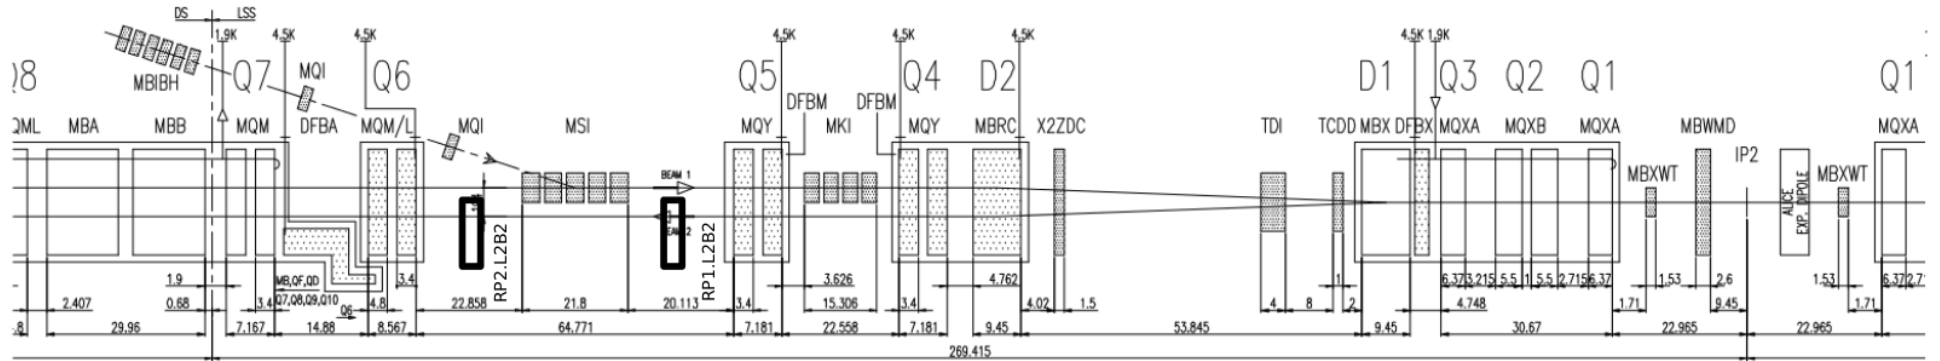 DS LSS
1.9K 4.5K 4.5K 4.5K 4.5K 4.5K 4.5K 1.9K
Q7 Q6 Q5 Q4 D2 D1 Q3 Q2 Q1 Q1
MBIBH MQI
DFBM DFBM
QML MBA MBB MQM DFBA MQM/L MQI MSI MQY MKI MQY MBRC X2ZDC TDI TCDD MBX DFBX MQXA MQXB MQXA MBWMD MQXA
IP2
MBXWT MBXWT
BEAM 1
ALICE
EXP. DIPOLE
RP2.L2B2
RP1.L2B2
1.9 MB,QF,QD 3.4 3.626 4.762 1 6.37 3.215 5.5 1 5.5 2.715 6.37 1.53 2.6 1.53 6.37
2.407 0.68 3.4 Q7,Q8,Q9,Q10 4.8 22.858 21.8 20.113 3.4 15.306 3.4 4.02 1.5 4 8 2 4.748 1.71 9.45 1.71
Q6
29.96 7.167 14.88 8.567 64.771 7.181 22.558 7.181 9.45 53.845 9.45 30.67 22.965 22.965
269.415